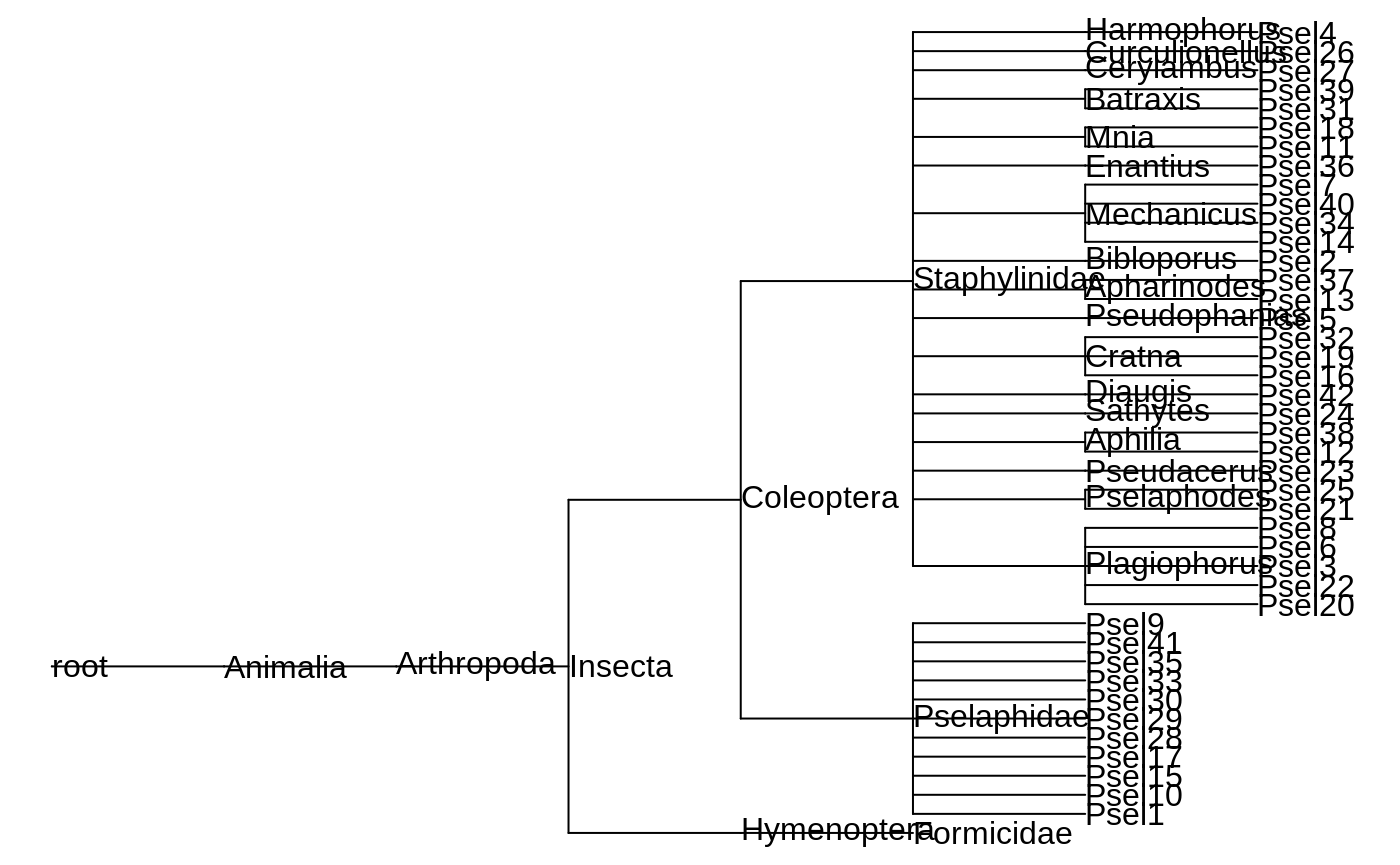 Harmophorus Psel4
Curculionellus Psel26
Cerylambus Psel27
Psel39
Batraxis
Psel31
Psel18
Mnia
Psel11
Enantius Psel36
Psel7
Psel40
Mechanicus
Psel34
Psel14
Bibloporus Psel2
Staphylinidae
Psel37
Apharinodes
Psel13
Pseudophanias Psel5
Psel32
Cratna Psel19
Psel16
Diaugis Psel42
Sathytes Psel24
Psel38
Aphilia
Psel12
Pseudacerus Psel23
Psel25
Coleoptera
Pselaphodes
Psel21
Psel8
Psel6
Plagiophorus Psel3
Psel22
Psel20
Psel9
Psel41
root Animalia Arthropoda Insecta
Psel35
Psel33
Psel30
Pselaphidae Psel29
Psel28
Psel17
Psel15
Psel10
Psel1
Hymenoptera Formicidae